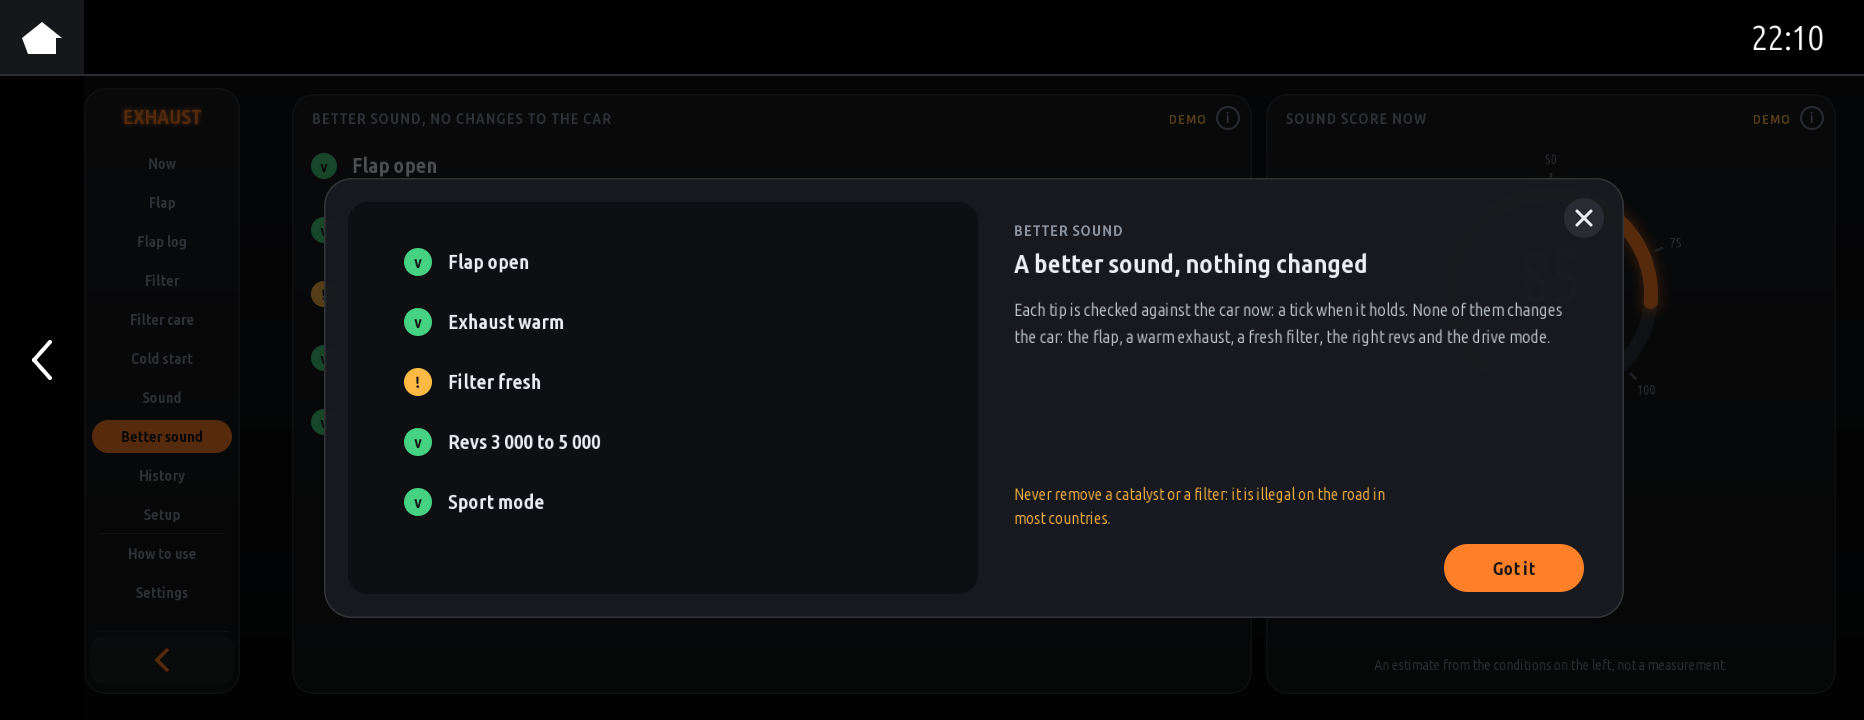 22:10
EXHAUST
Now
Flap
Flap log
Filter
Filter care
Cold start
Sound
Better sound
History
Setup
How to use
Settings
BETTER SOUND, NO CHANGES TO THE CAR
DEMO i
v Flap open
SOUND SCORE NOW
DEMO i
50
75
85
100
An estimate from the conditions on the left, not a measurement.
v Flap open
v Exhaust warm
! Filter fresh
v Revs 3 000 to 5 000
v Sport mode
BETTER SOUND
A better sound, nothing changed
Each tip is checked against the car now: a tick when it holds. None of them changes
the car: the flap, a warm exhaust, a fresh filter, the right revs and the drive mode.
Never remove a catalyst or a filter: it is illegal on the road in
most countries.
Got it